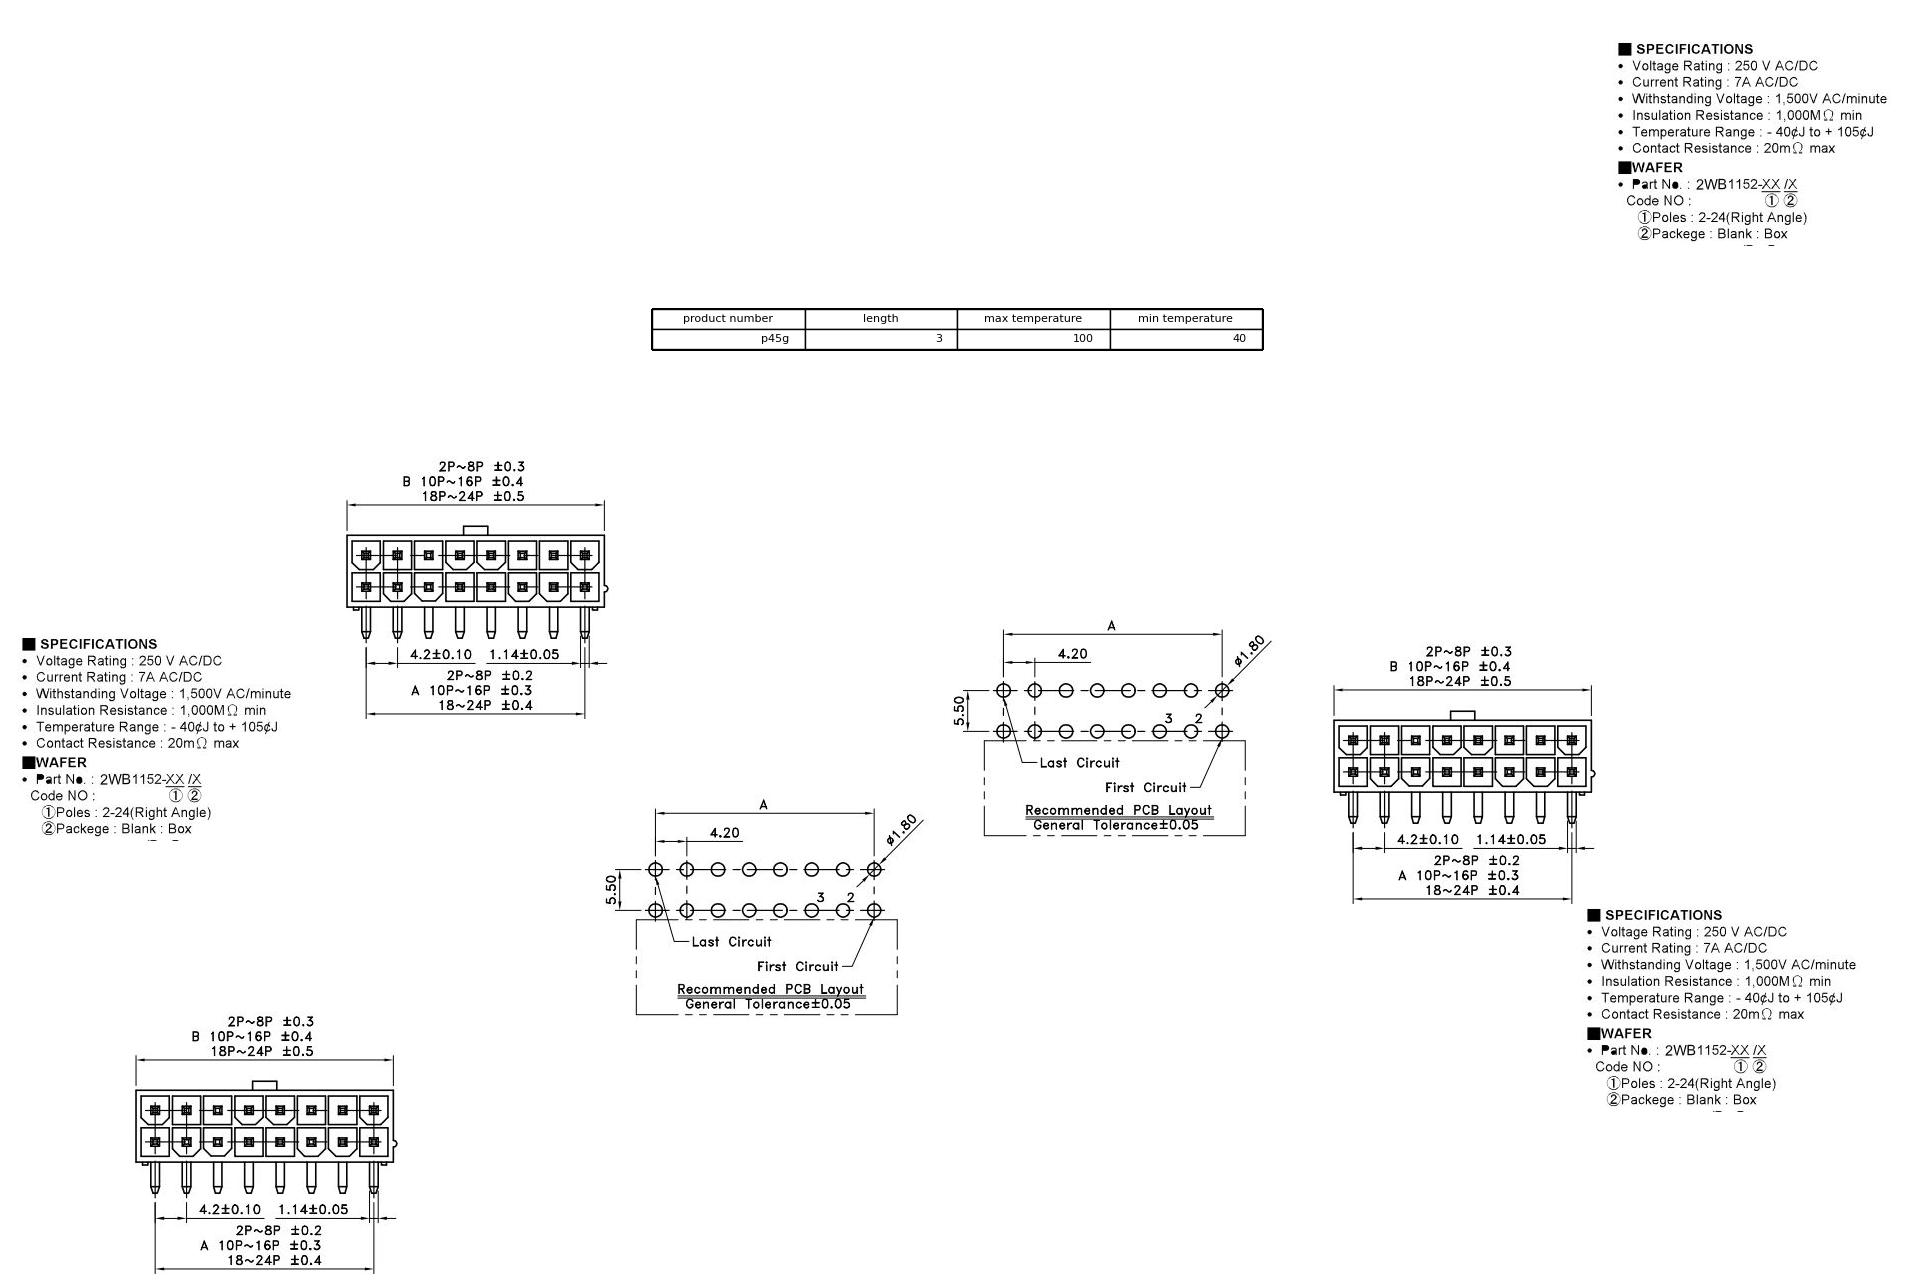 ■ SPECIFICATIONS
• Voltage Rating : 250 V AC/DC
• Current Rating : 7A AC/DC
• Withstanding Voltage : 1,500V AC/minute
• Insulation Resistance : 1,000MΩ min
• Temperature Range : - 40¢J to + 105¢J
• Contact Resistance : 20mΩ max
■WAFER
• Part No. : 2WB1152-XX /X
Code NO : ① ②
①Poles : 2-24(Right Angle)
②Packege : Blank : Box
product number length max temperature min temperature
p45g 3 100 40
2P~8P ±0.3
B 10P~16P ±0.4
18P~24P ±0.5
4.2±0.10 1.14±0.05
2P~8P ±0.2
A 10P~16P ±0.3
18~24P ±0.4
■ SPECIFICATIONS
• Voltage Rating : 250 V AC/DC
• Current Rating : 7A AC/DC
• Withstanding Voltage : 1,500V AC/minute
• Insulation Resistance : 1,000MΩ min
• Temperature Range : - 40¢J to + 105¢J
• Contact Resistance : 20mΩ max
■WAFER
• Part No. : 2WB1152-XX /X
Code NO : ① ②
①Poles : 2-24(Right Angle)
②Packege : Blank : Box
A
4.20
ø1.80
5.50
3 2
Last Circuit
First Circuit
Recommended PCB Layout
General Tolerance±0.05
2P~8P ±0.3
B 10P~16P ±0.4
18P~24P ±0.5
4.2±0.10 1.14±0.05
2P~8P ±0.2
A 10P~16P ±0.3
18~24P ±0.4
A
4.20
ø1.80
5.50
3 2
Last Circuit
First Circuit
Recommended PCB Layout
General Tolerance±0.05
■ SPECIFICATIONS
• Voltage Rating : 250 V AC/DC
• Current Rating : 7A AC/DC
• Withstanding Voltage : 1,500V AC/minute
• Insulation Resistance : 1,000MΩ min
• Temperature Range : - 40¢J to + 105¢J
• Contact Resistance : 20mΩ max
■WAFER
• Part No. : 2WB1152-XX /X
Code NO : ① ②
①Poles : 2-24(Right Angle)
②Packege : Blank : Box
2P~8P ±0.3
B 10P~16P ±0.4
18P~24P ±0.5
4.2±0.10 1.14±0.05
2P~8P ±0.2
A 10P~16P ±0.3
18~24P ±0.4